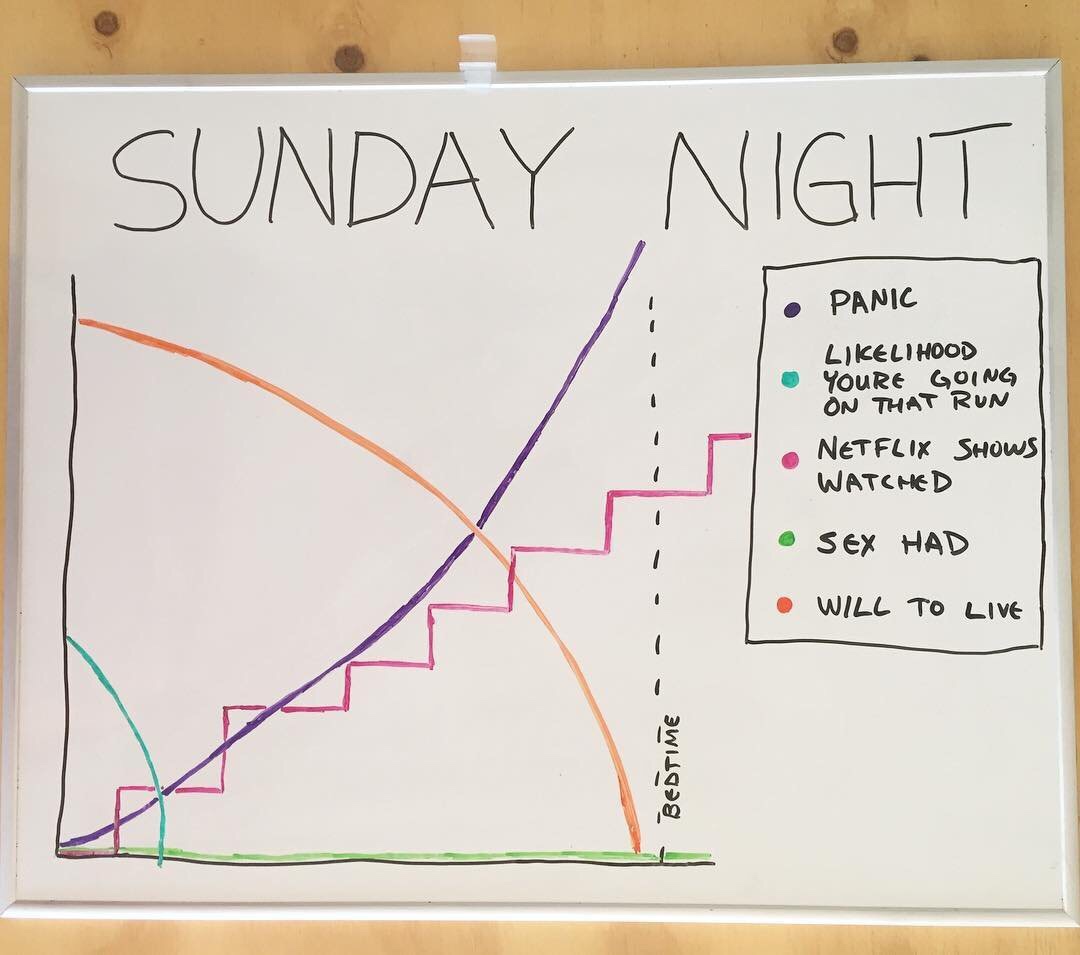 SUNDAY NIGHT
PANIC
LIKELIHOOD
YOURE GOING
ON THAT RUN
NETFLIX SHOWS
WATCHED
SEX HAD
WILL TO LIVE
BEDTIME